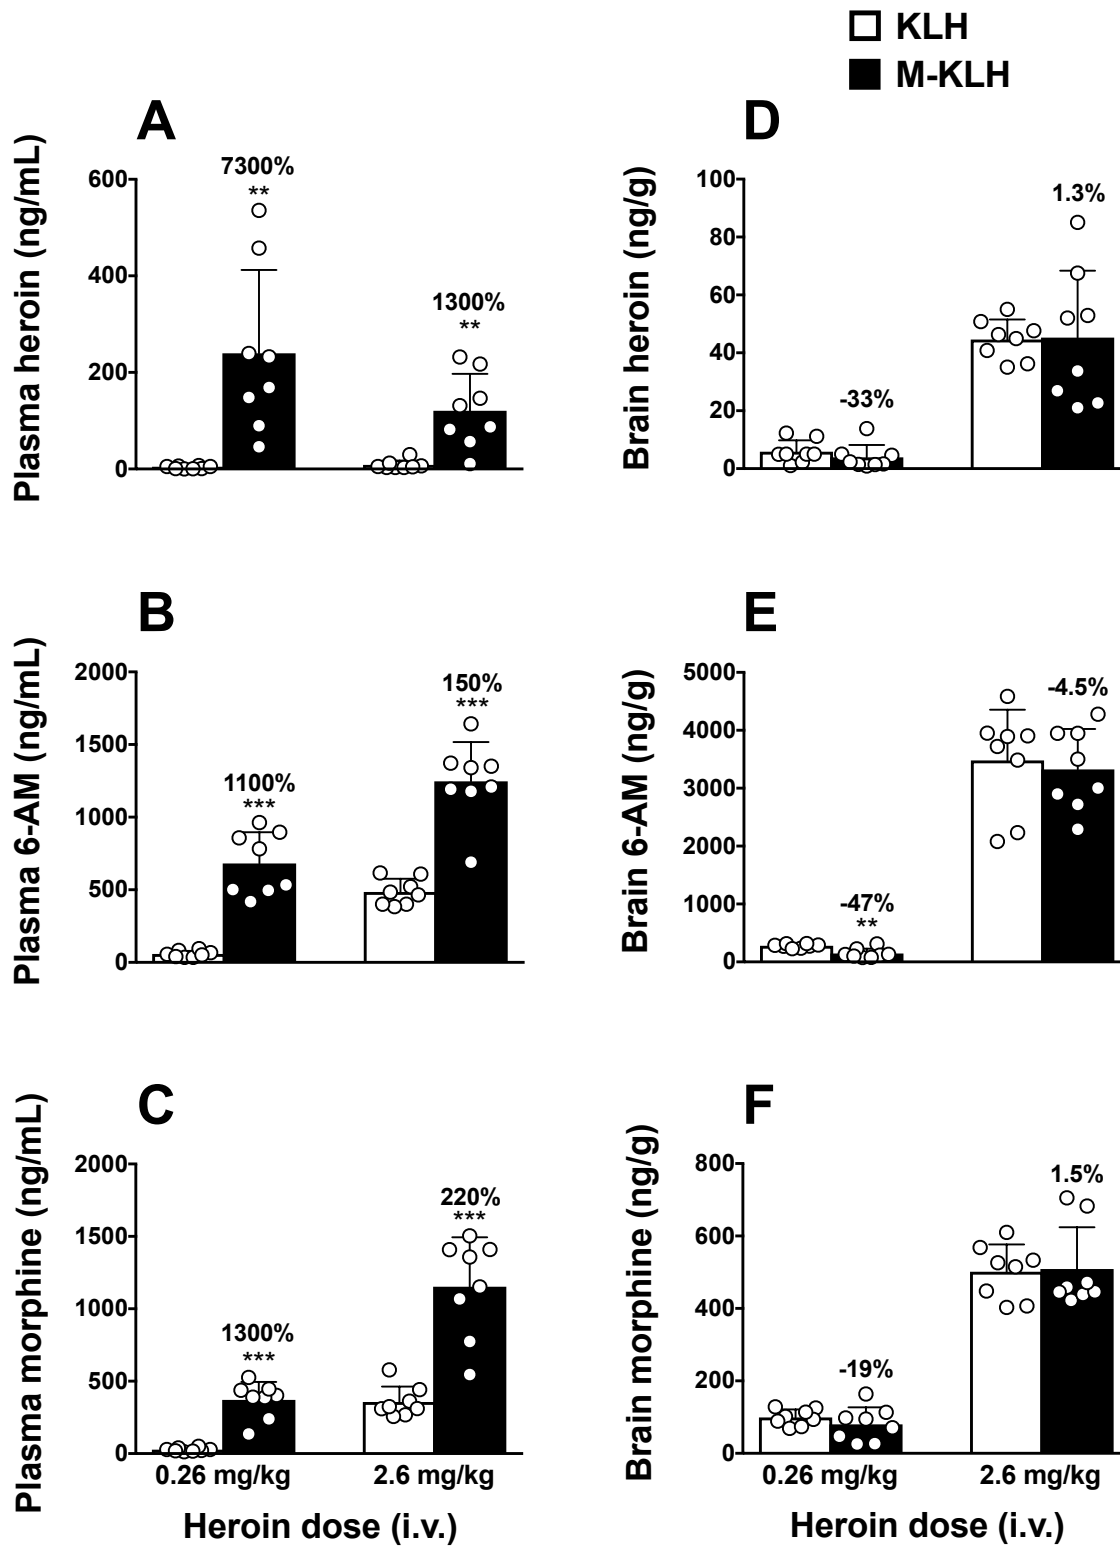 KLH
M-KLH
A
Plasma heroin (ng/mL)
600
400
200
0
7300%
**
1300%
**
D
Brain heroin (ng/g)
100
80
60
40
20
0
-33%
1.3%
B
Plasma 6-AM (ng/mL)
2000
1500
1000
500
0
1100%
***
150%
***
E
Brain 6-AM (ng/g)
5000
4000
3000
2000
1000
0
-47%
**
-4.5%
C
Plasma morphine (ng/mL)
2000
1500
1000
500
0
1300%
***
220%
***
0.26 mg/kg
2.6 mg/kg
Heroin dose (i.v.)
F
Brain morphine (ng/g)
800
600
400
200
0
-19%
1.5%
0.26 mg/kg
2.6 mg/kg
Heroin dose (i.v.)